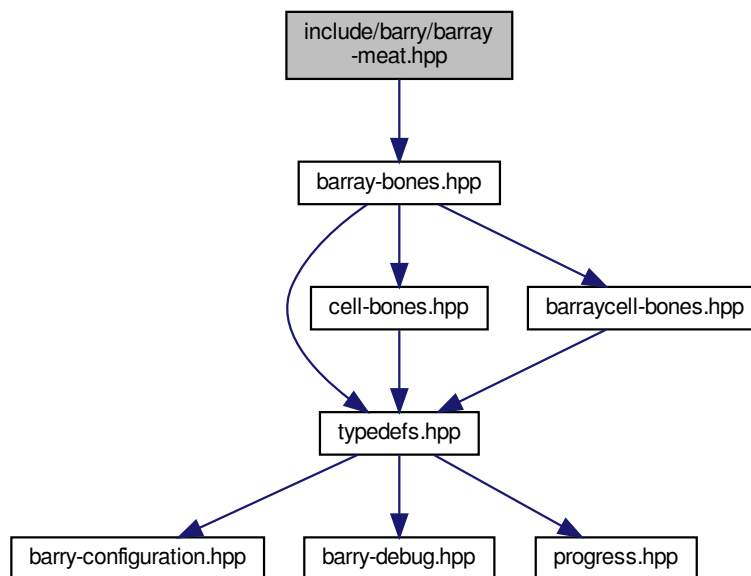 include/barry/barray
-meat.hpp
barray-bones.hpp
cell-bones.hpp
barraycell-bones.hpp
typedefs.hpp
barry-configuration.hpp
barry-debug.hpp
progress.hpp